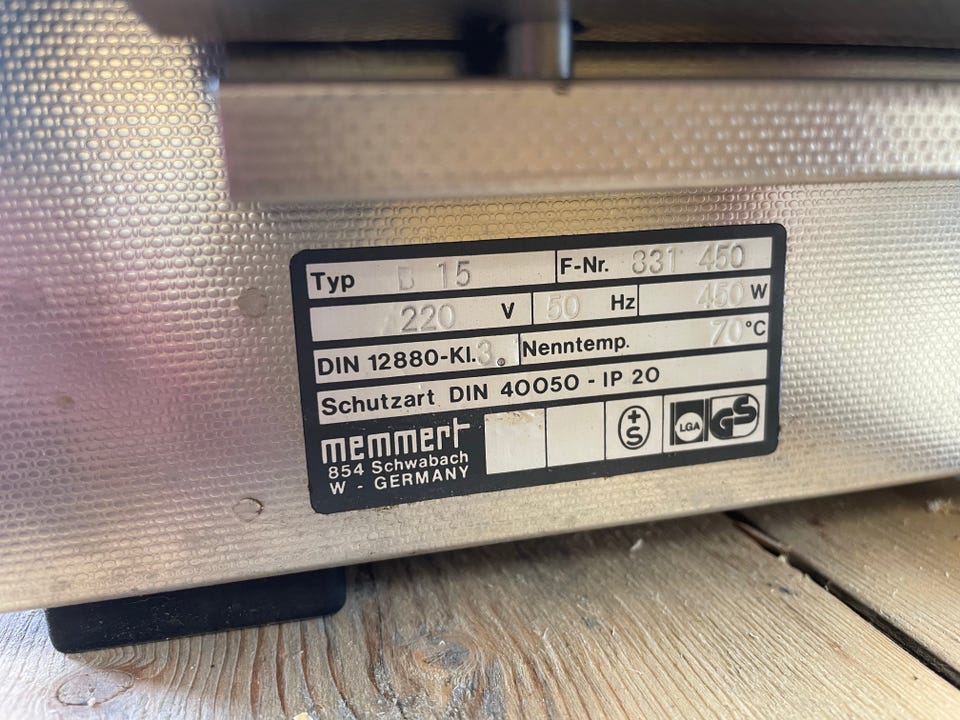 Typ B 15 F-Nr. 831 450
220 V 50 Hz 450 W
DIN 12880-Kl. 3. Nenntemp. 70 °C
Schutzart DIN 40050 - IP 20
memmert
854 Schwabach
W - GERMANY
+S
LGA GS